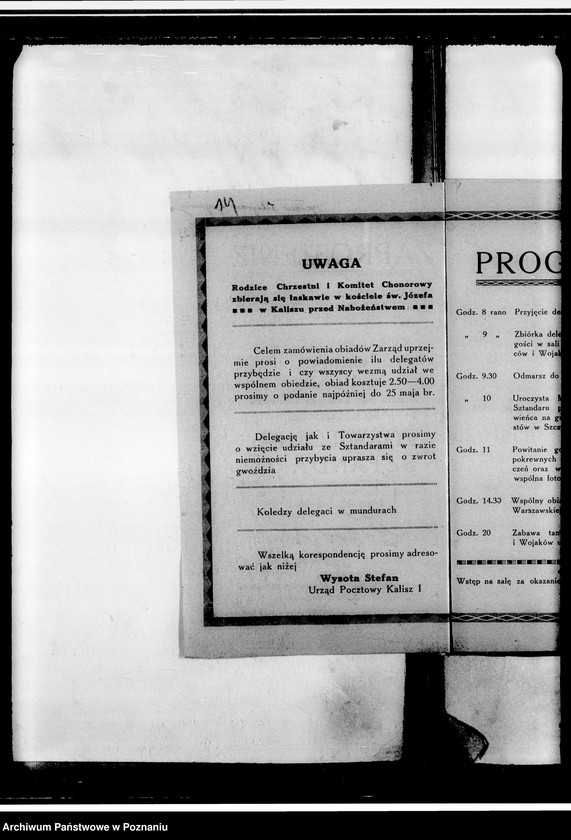 14
UWAGA
Rodzice Chrzestni i Komitet Chonorowy
zbierają się łaskawie w kościele św. Józefa
w Kaliszu przed Nabożeństwem
Celem zamówienia obiadów Zarząd uprzej-
mie prosi o powiadomienie ilu delegatów
przybędzie i czy wszyscy wezmą udział we
wspólnem obiedzie, obiad kosztuje 2.50—4.00
prosimy o podanie najpóźniej do 25 maja br.
Delegację jak i Towarzystwa prosimy
o wzięcie udziału ze Sztandarami w razie
niemożności przybycia uprasza się o zwrot
gwoździa
Koledzy delegaci w mundurach
Wszelką korespondencję prosimy adreso-
wać jak niżej
Wysota Stefan
Urząd Pocztowy Kalisz I
PROG
Godz. 8 rano Przyjęcie de
„ 9 „ Zbiórka dele
gości w sali
ców i Wojak
Godz. 9.30 Odmarsz do
„ 10 Uroczysta M
Sztandaru p
wieńca na g
stów w Szcz
Godz. 11 Powitanie go
pokrewnych
czeń oraz w
wspólna foto
Godz. 14.30 Wspólny obia
Warszawskie
Godz. 20 Zabawa tan
i Wojaków u
Wstęp na salę za okazanie
Archiwum Państwowe w Poznaniu